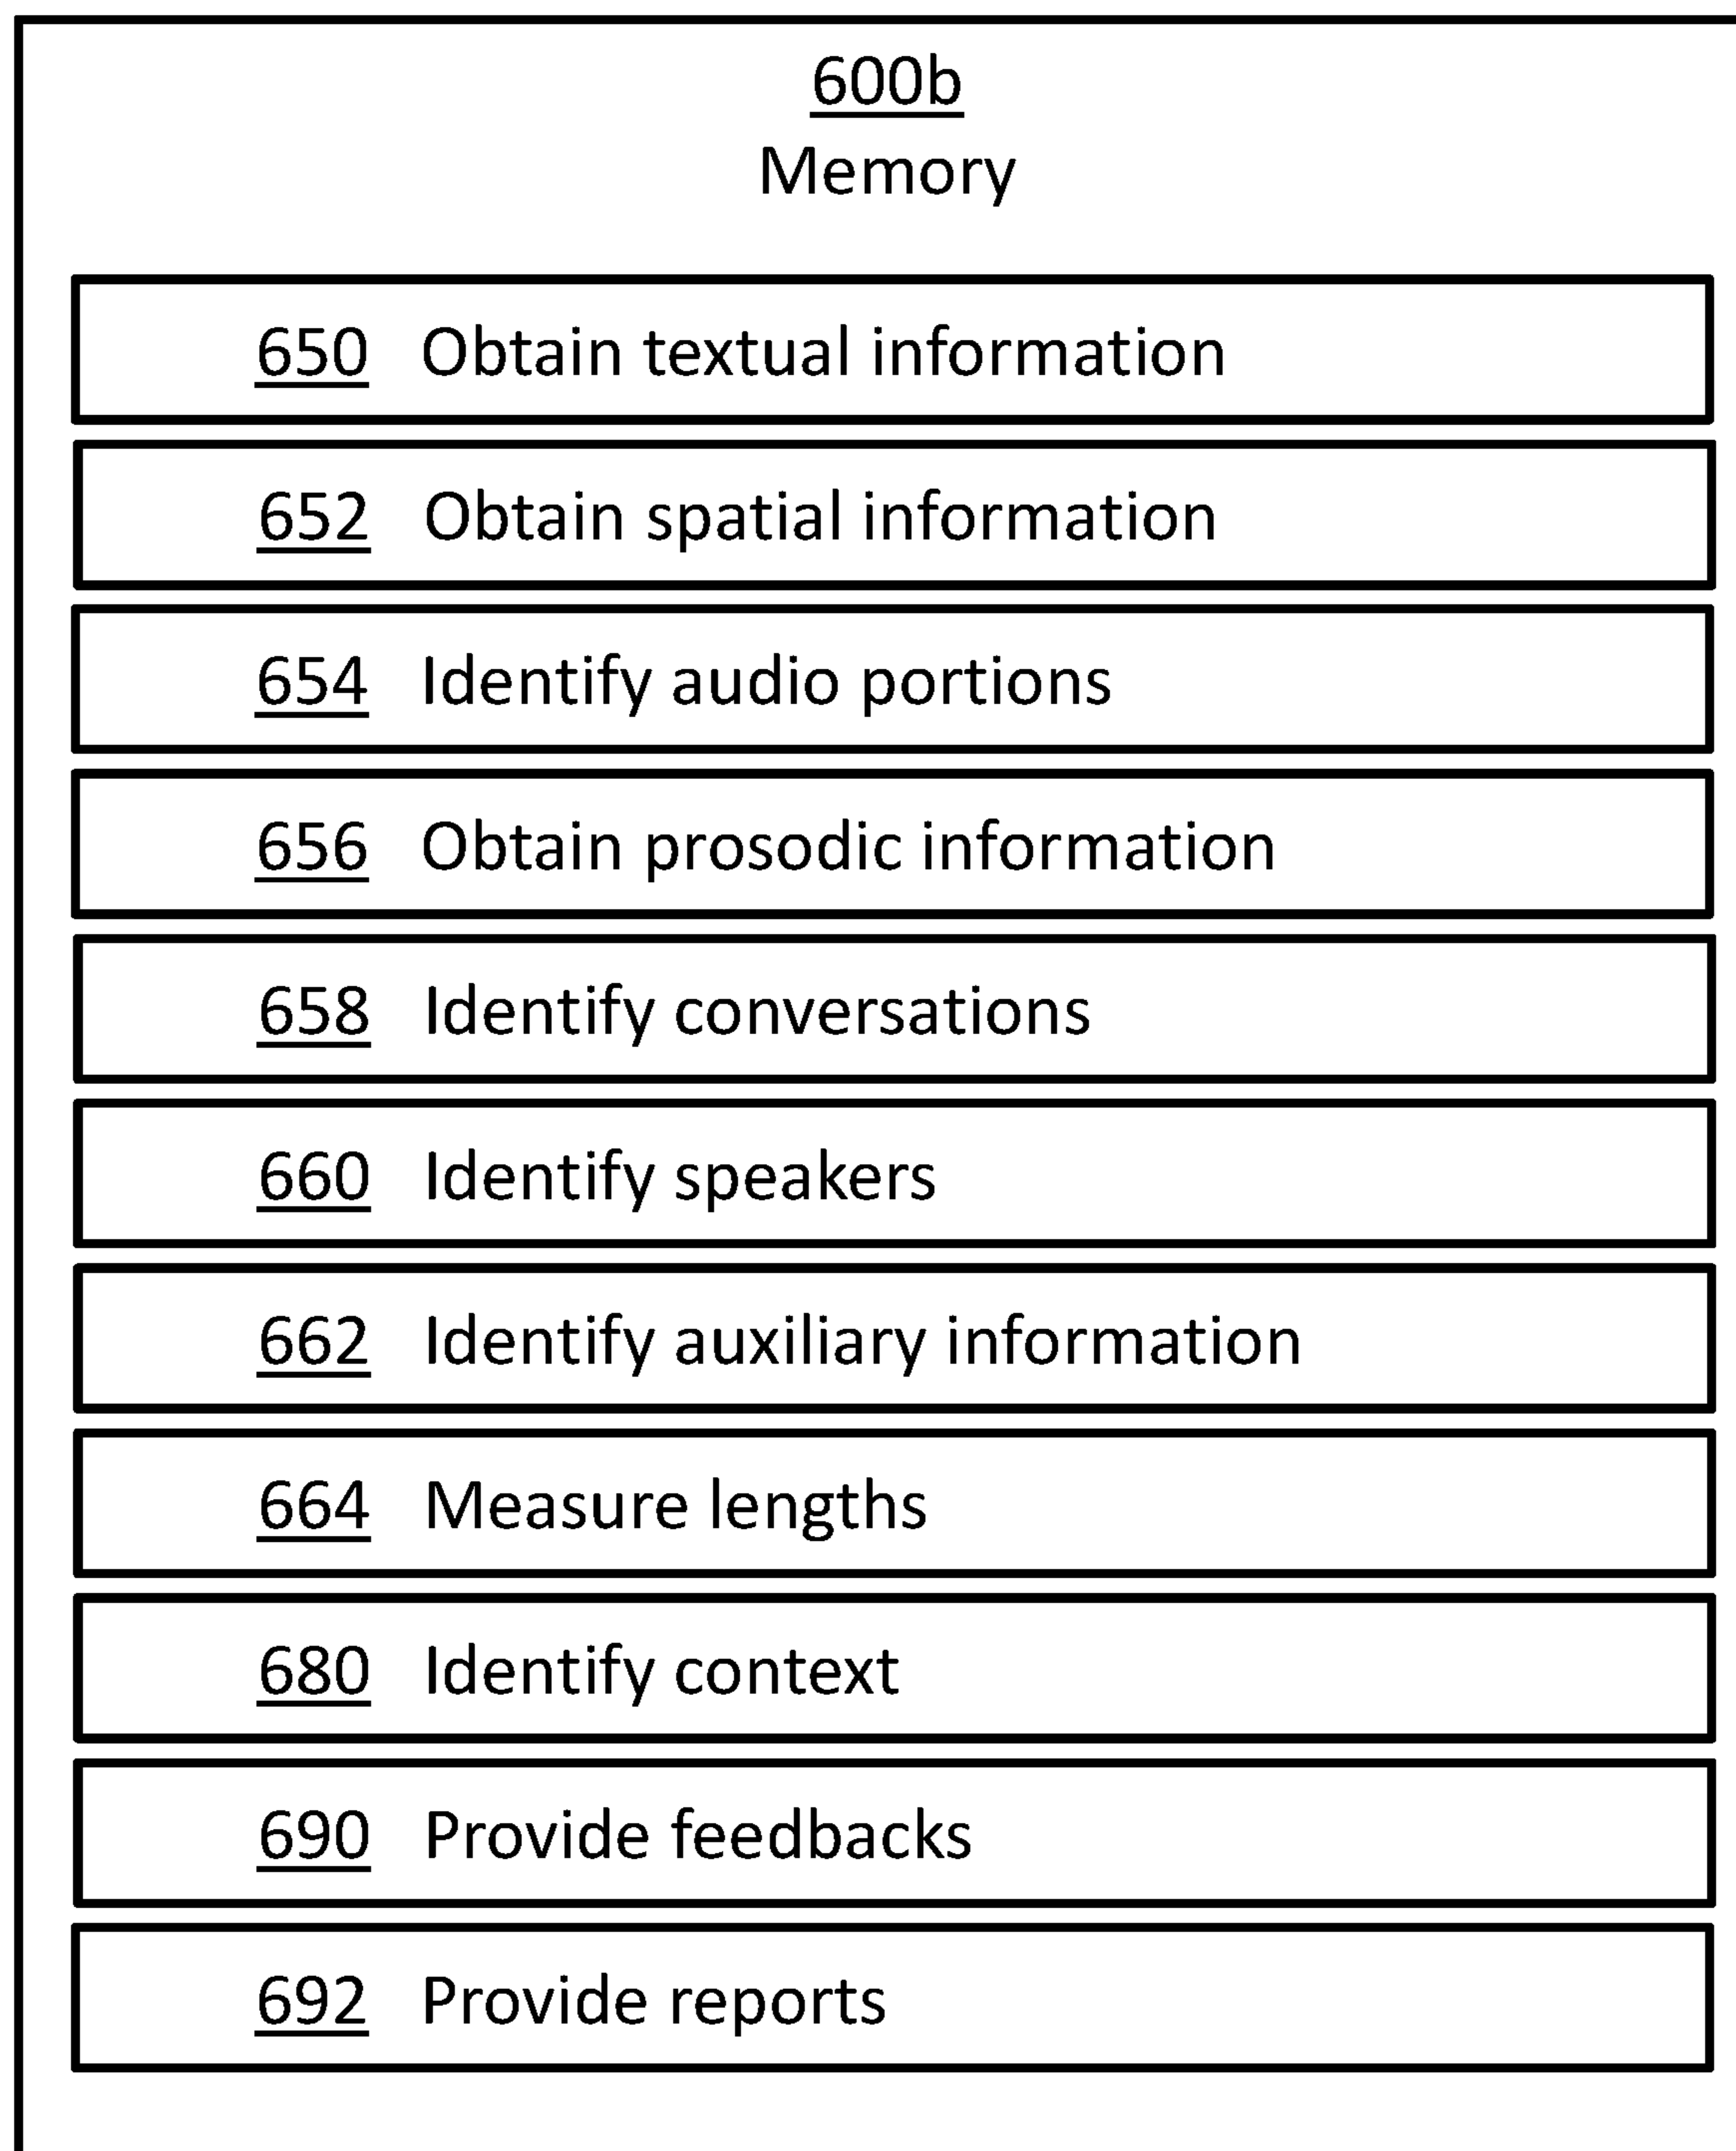 600b
Memory
650 Obtain textual information
652 Obtain spatial information
654 Identify audio portions
656 Obtain prosodic information
658 Identify conversations
660 Identify speakers
662 Identify auxiliary information
664 Measure lengths
680 Identify context
690 Provide feedbacks
692 Provide reports